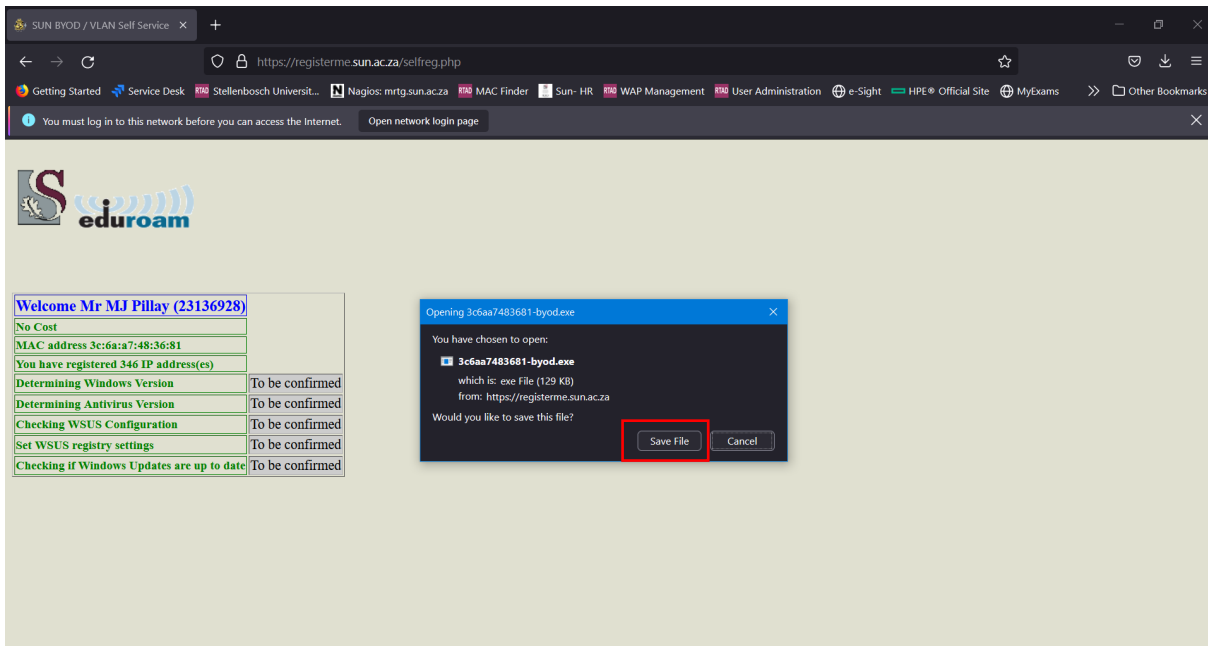 SUN BYOD / VLAN Self Service
https://registerme.sun.ac.za/selfreg.php
Getting Started Service Desk RTAD Stellenbosch Universit... N Nagios: mrtg.sun.ac.za RTAD MAC Finder Sun- HR RTAD WAP Management RTAD User Administration e-Sight HPE® Official Site MyExams Other Bookmarks
You must log in to this network before you can access the Internet. Open network login page
S
eduroam
Welcome Mr MJ Pillay (23136928)
No Cost
MAC address 3c:6a:a7:48:36:81
You have registered 346 IP address(es)
Determining Windows Version To be confirmed
Determining Antivirus Version To be confirmed
Checking WSUS Configuration To be confirmed
Set WSUS registry settings To be confirmed
Checking if Windows Updates are up to date To be confirmed
Opening 3c6aa7483681-byod.exe
You have chosen to open:
3c6aa7483681-byod.exe
which is: exe File (129 KB)
from: https://registerme.sun.ac.za
Would you like to save this file?
Save File Cancel